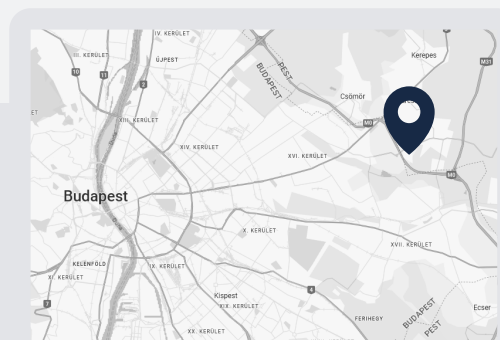 IV. KERÜLET
III. KERÜLET
Kerepes
ÚJPEST
M31
10
11
2
BUDAPEST
PEST
Csömör
XIII. KERÜLET
M0
XIV. KERÜLET
XVI. KERÜLET
M0
Budapest
X. KERÜLET
XVII. KERÜLET
KELENFÖLD
IX. KERÜLET
XI. KERÜLET
4
Kispest
7
XIX. KERÜLET
Ecser
BUDAPEST
PEST
FERIHEGY
XX. KERÜLET